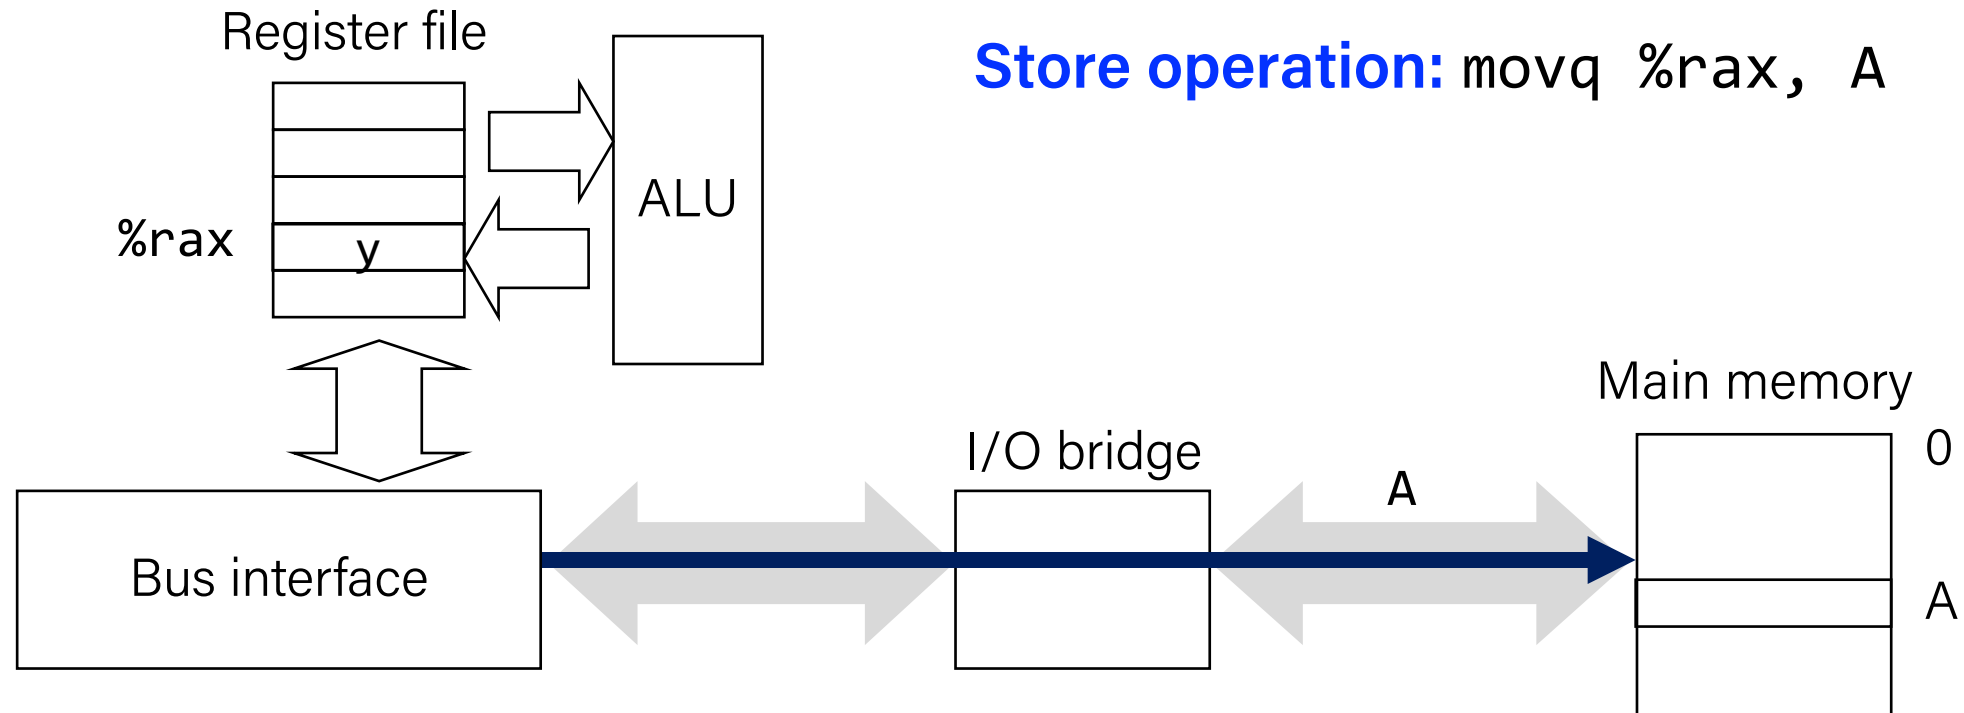 Register file
Store operation: movq %rax, A
ALU
%rax
y
Main memory
I/O bridge
0
A
Bus interface
A